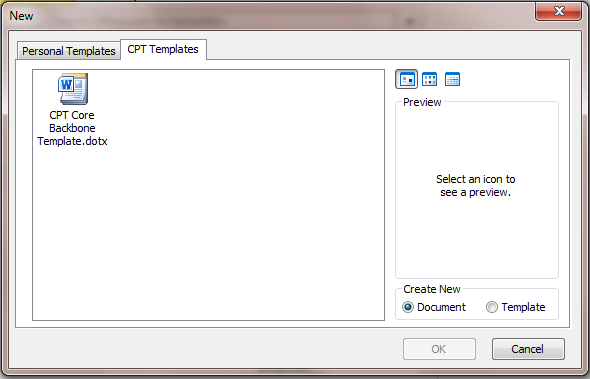 New
Personal Templates
CPT Templates
CPT Core
Backbone
Template.dotx
Preview
Select an icon to
see a preview.
Create New
Document
Template
OK
Cancel